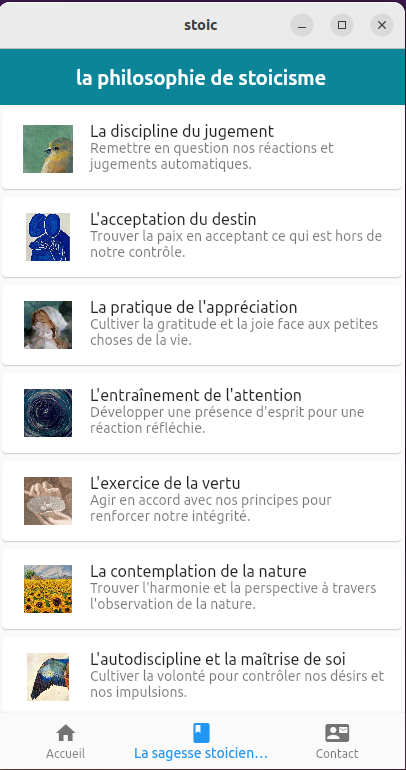 stoic
la philosophie de stoicisme
La discipline du jugement
Remettre en question nos réactions et
jugements automatiques.
L'acceptation du destin
Trouver la paix en acceptant ce qui est hors de
notre contrôle.
La pratique de l'appréciation
Cultiver la gratitude et la joie face aux petites
choses de la vie.
L'entraînement de l'attention
Développer une présence d'esprit pour une
réaction réfléchie.
L'exercice de la vertu
Agir en accord avec nos principes pour
renforcer notre intégrité.
La contemplation de la nature
Trouver l'harmonie et la perspective à travers
l'observation de la nature.
L'autodiscipline et la maîtrise de soi
Cultiver la volonté pour contrôler nos désirs et
nos impulsions.
Accueil
La sagesse stoicien…
Contact